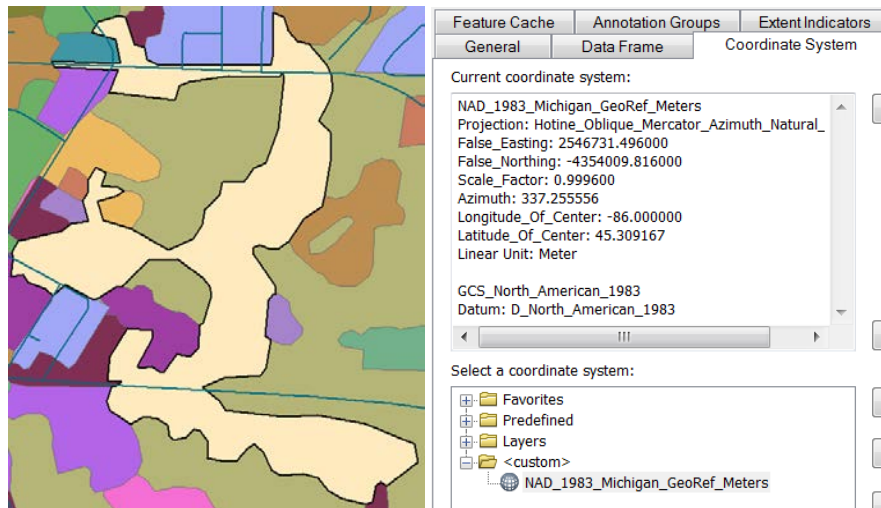 Feature Cache
Annotation Groups
Extent Indicators
General
Data Frame
Coordinate System
Current coordinate system:
NAD_1983_Michigan_GeoRef_Meters
Projection: Hotine_Oblique_Mercator_Azimuth_Natural_
False_Easting: 2546731.496000
False_Northing: -4354009.816000
Scale_Factor: 0.999600
Azimuth: 337.255556
Longitude_Of_Center: -86.000000
Latitude_Of_Center: 45.309167
Linear Unit: Meter
GCS_North_American_1983
Datum: D_North_American_1983
Select a coordinate system:
Favorites
Predefined
Layers
<custom>
NAD_1983_Michigan_GeoRef_Meters